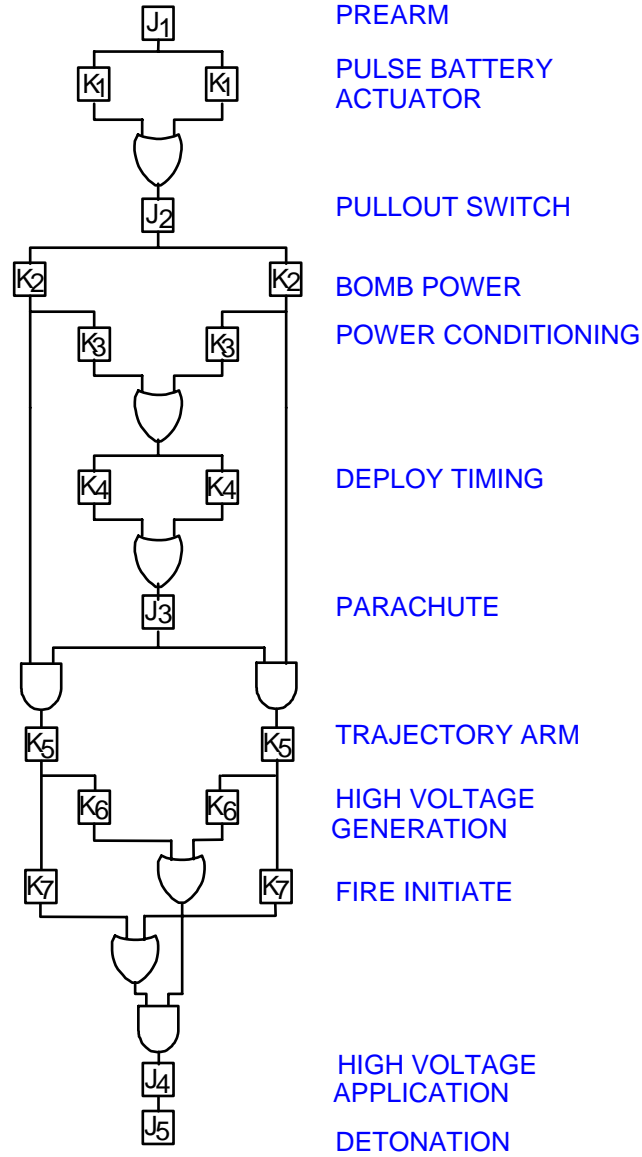 J1 PREARM
K1 K1 PULSE BATTERY
ACTUATOR
J2 PULLOUT SWITCH
K2 K2 BOMB POWER
K3 K3 POWER CONDITIONING
K4 K4 DEPLOY TIMING
J3 PARACHUTE
K5 K5 TRAJECTORY ARM
K6 K6 HIGH VOLTAGE
GENERATION
K7 K7 FIRE INITIATE
J4 HIGH VOLTAGE
APPLICATION
J5 DETONATION